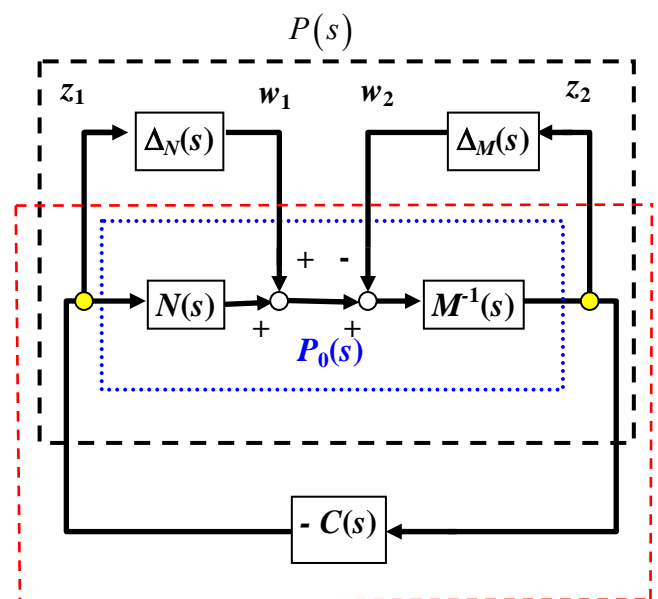 P(s)
z1 w1 w2 z2
ΔN(s) ΔM(s)
+ -
N(s) M-1(s)
+ +
P0(s)
- C(s)